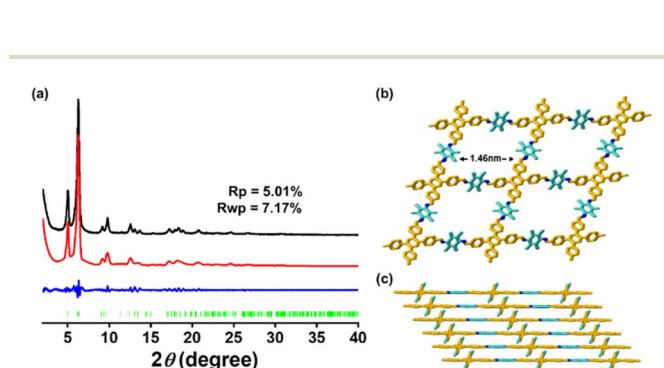 (a)
Rp = 5.01%
Rwp = 7.17%
5 10 15 20 25 30 35 40
2θ (degree)
(b)
1.46nm
(c)